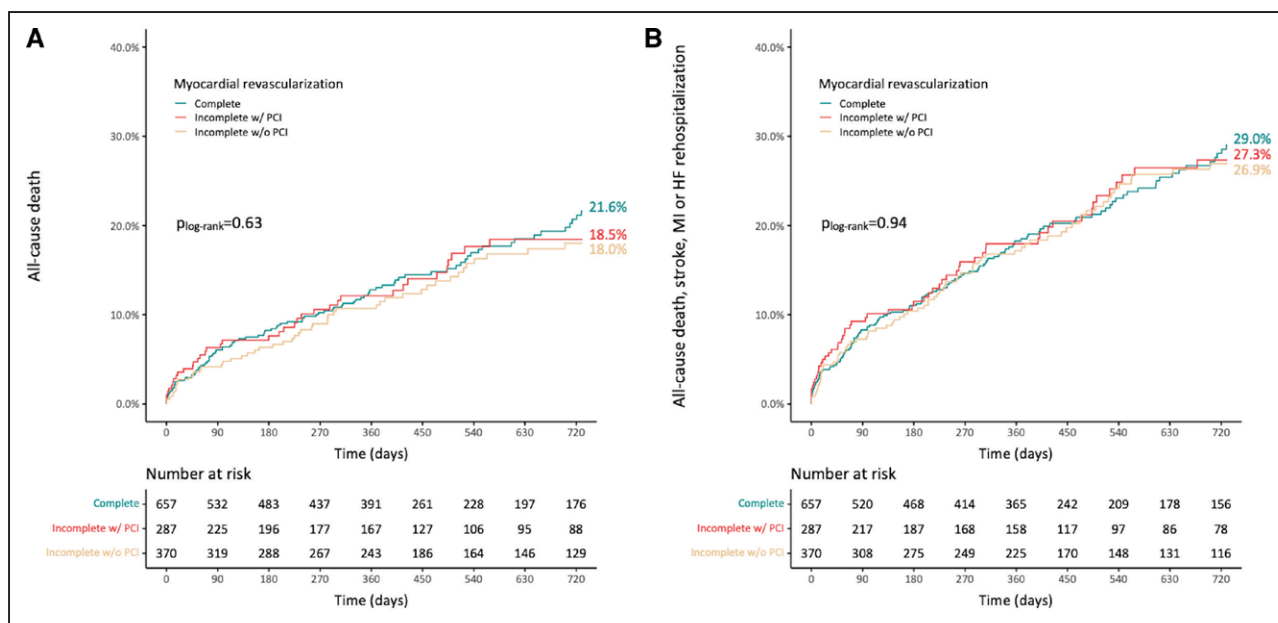 A
All-cause death
40.0%
30.0%
20.0%
10.0%
0.0%
Myocardial revascularization
Complete
Incomplete w/ PCI
Incomplete w/o PCI
plog-rank=0.63
21.6%
18.5%
18.0%
0 90 180 270 360 450 540 630 720
Time (days)
Number at risk
Complete 657 532 483 437 391 261 228 197 176
Incomplete w/ PCI 287 225 196 177 167 127 106 95 88
Incomplete w/o PCI 370 319 288 267 243 186 164 146 129
0 90 180 270 360 450 540 630 720
Time (days)
B
All-cause death, stroke, MI or HF rehospitalization
40.0%
30.0%
20.0%
10.0%
0.0%
Myocardial revascularization
Complete
Incomplete w/ PCI
Incomplete w/o PCI
plog-rank=0.94
29.0%
27.3%
26.9%
0 90 180 270 360 450 540 630 720
Time (days)
Number at risk
Complete 657 520 468 414 365 242 209 178 156
Incomplete w/ PCI 287 217 187 168 158 117 97 86 78
Incomplete w/o PCI 370 308 275 249 225 170 148 131 116
0 90 180 270 360 450 540 630 720
Time (days)